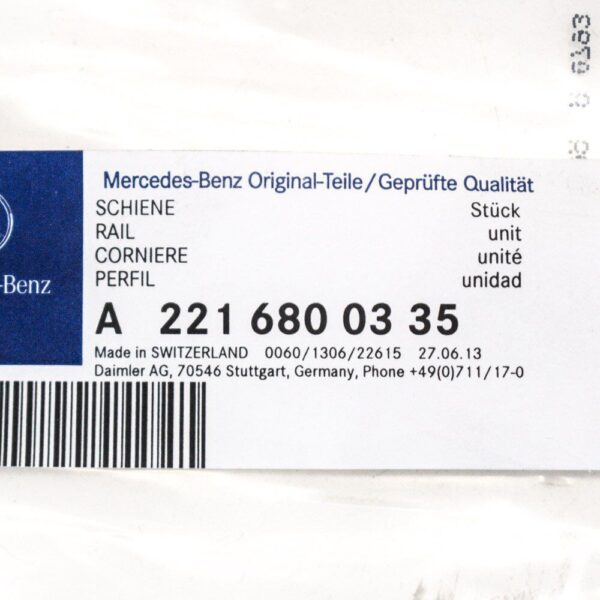 Mercedes-Benz Original-Teile/Geprüfte Qualität
SCHIENE Stück
RAIL unit
CORNIERE unité
PERFIL unidad
-Benz
A 221 680 03 35
Made in SWITZERLAND 0060/1306/22615 27.06.13
Daimler AG, 70546 Stuttgart, Germany, Phone +49(0)711/17-0